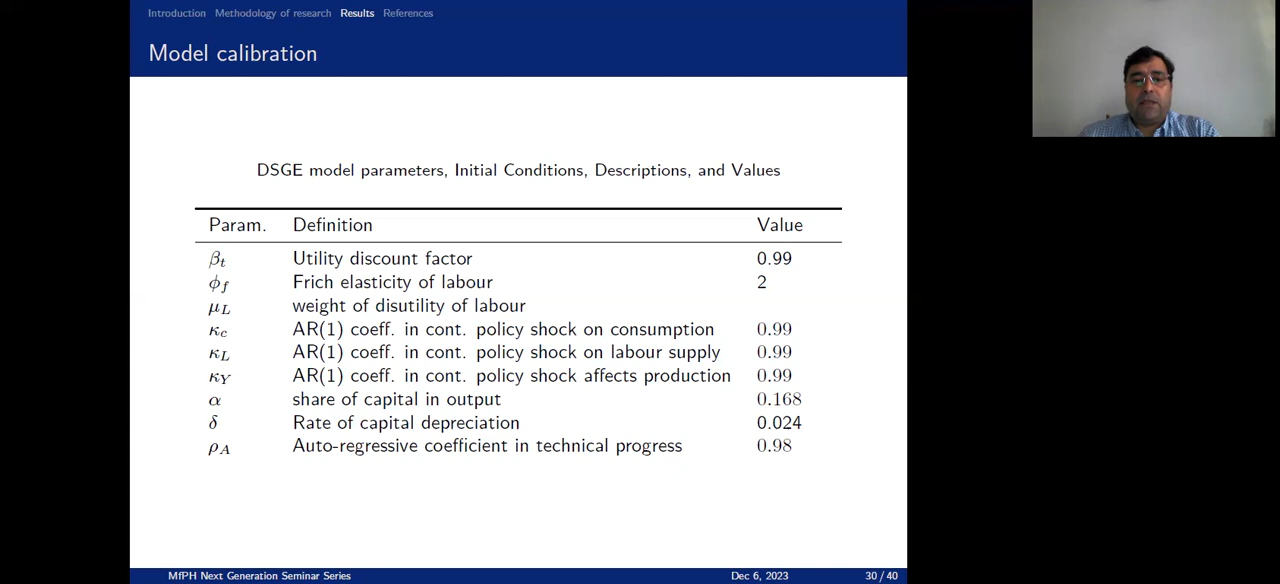 Introduction Methodology of research Results References
Model calibration
DSGE model parameters, Initial Conditions, Descriptions, and Values
Param. Definition Value
βt Utility discount factor 0.99
ϕf Frich elasticity of labour 2
μL weight of disutility of labour
κc AR(1) coeff. in cont. policy shock on consumption 0.99
κL AR(1) coeff. in cont. policy shock on labour supply 0.99
κY AR(1) coeff. in cont. policy shock affects production 0.99
α share of capital in output 0.168
δ Rate of capital depreciation 0.024
ρA Auto-regressive coefficient in technical progress 0.98
MfPH Next Generation Seminar Series Dec 6, 2023 30 / 40